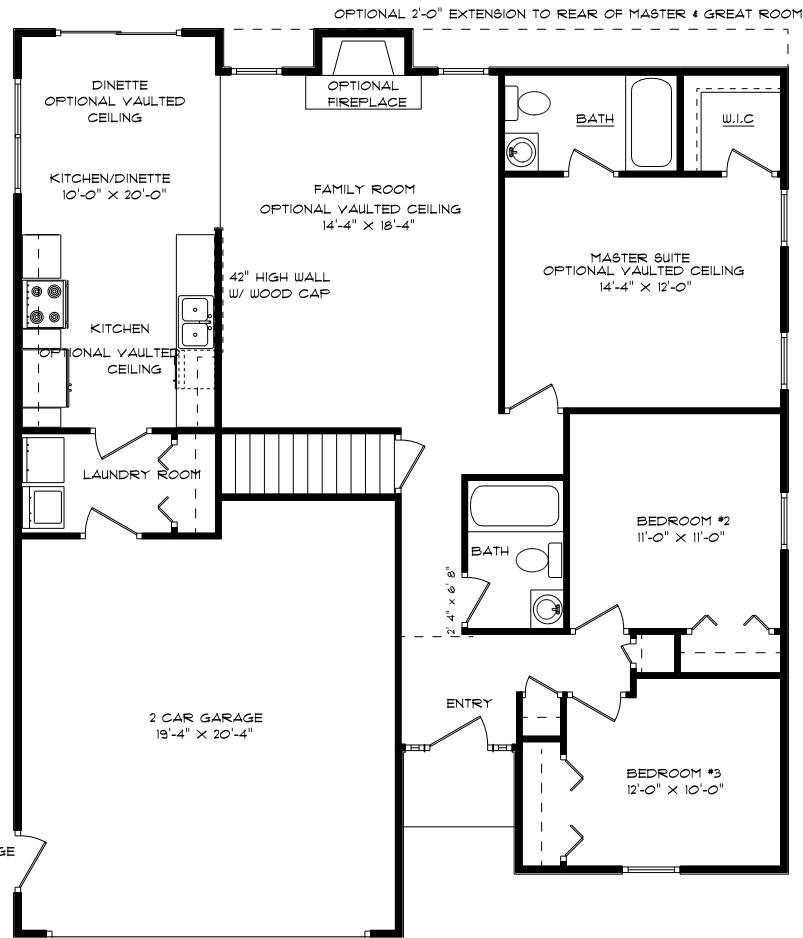 OPTIONAL 2'-0" EXTENSION TO REAR OF MASTER & GREAT ROOM
DINETTE
OPTIONAL VAULTED
CEILING
OPTIONAL
FIREPLACE
BATH
W.I.C
KITCHEN/DINETTE
10'-0" X 20'-0"
FAMILY ROOM
OPTIONAL VAULTED CEILING
14'-4" X 18'-4"
MASTER SUITE
OPTIONAL VAULTED CEILING
14'-4" X 12'-0"
42" HIGH WALL
W/ WOOD CAP
KITCHEN
OPTIONAL VAULTED
CEILING
LAUNDRY ROOM
BEDROOM #2
11'-0" X 11'-0"
BATH
2' 4" x 6' 8"
ENTRY
2 CAR GARAGE
19'-4" X 20'-4"
BEDROOM #3
12'-0" X 10'-0"
GE